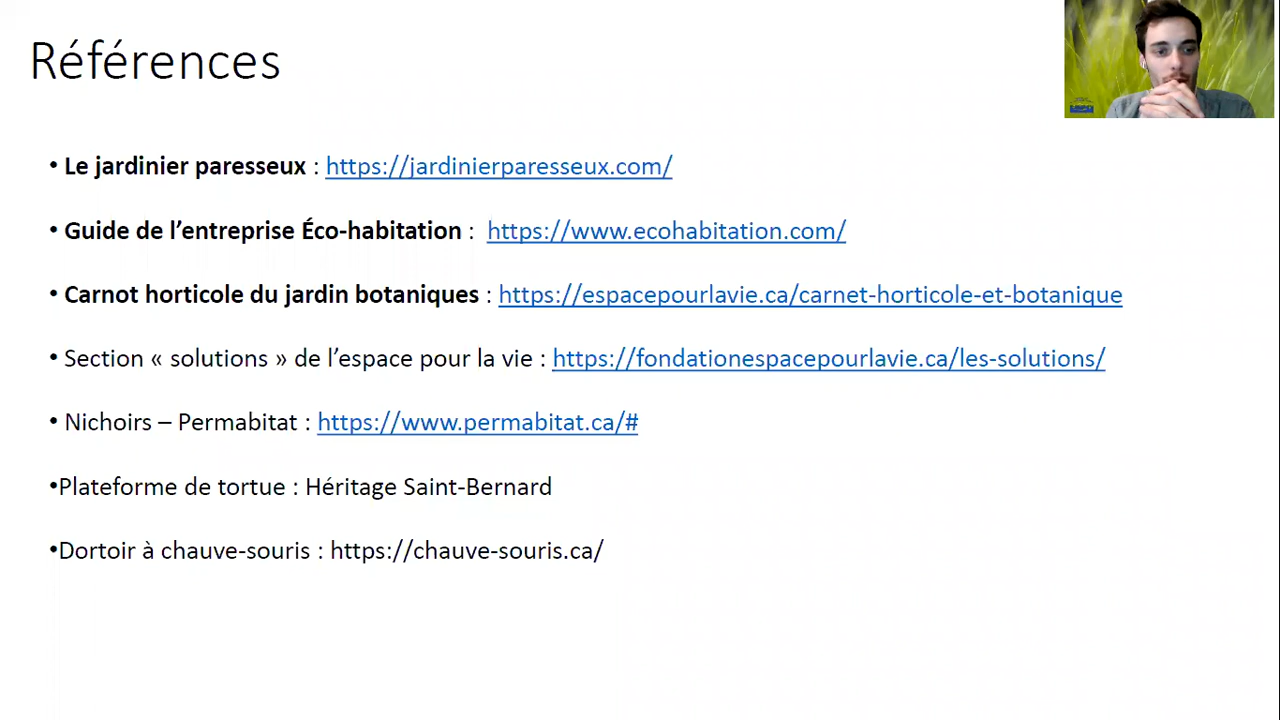 Références
• Le jardinier paresseux : https://jardinierparesseux.com/
• Guide de l’entreprise Éco-habitation : https://www.ecohabitation.com/
• Carnot horticole du jardin botaniques : https://espacepourlavie.ca/carnet-horticole-et-botanique
• Section « solutions » de l’espace pour la vie : https://fondationespacepourlavie.ca/les-solutions/
• Nichoirs – Permabitat : https://www.permabitat.ca/#
•Plateforme de tortue : Héritage Saint-Bernard
•Dortoir à chauve-souris : https://chauve-souris.ca/